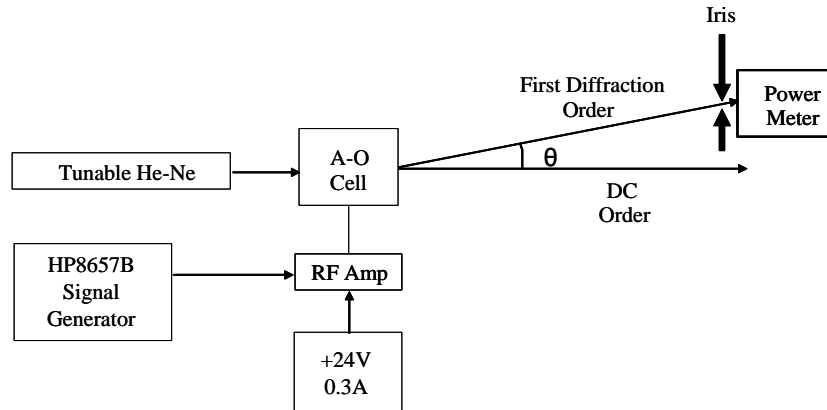 Iris
First Diffraction
Order
Power
Meter
A-O
Cell
Tunable He-Ne
θ
DC
Order
HP8657B
Signal
Generator
RF Amp
+24V
0.3A